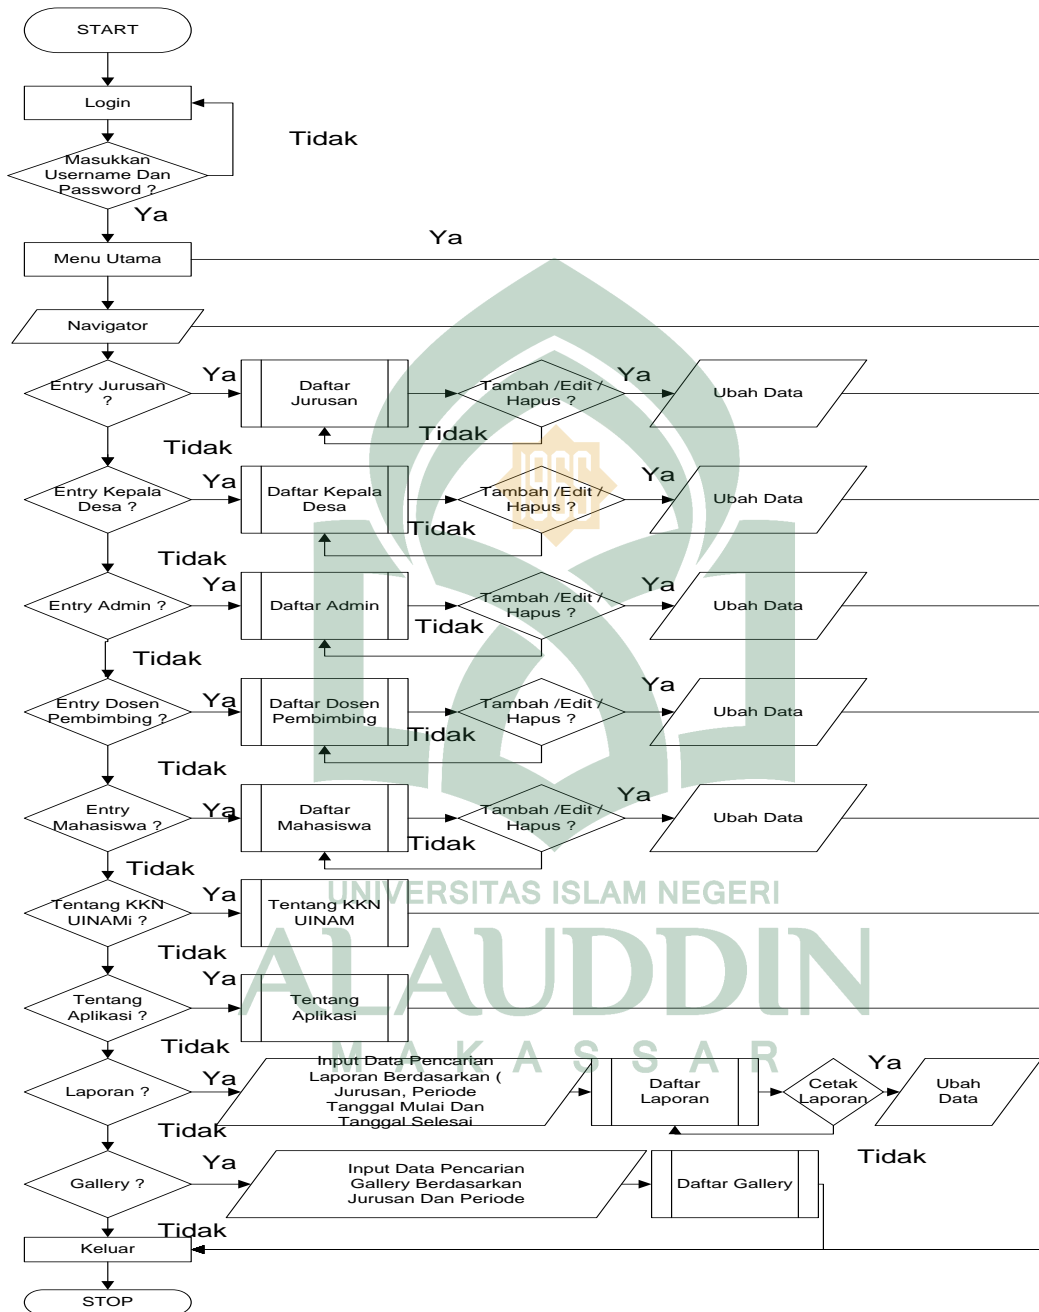 START
Login
Tidak
Masukkan
Username Dan
Password ?
Ya
Ya
Menu Utama
Navigator
Entry Jurusan
?
Ya
Daftar
Jurusan
Tambah /Edit /
Hapus ?
Ya
Ubah Data
Tidak
Tidak
Entry Kepala
Desa ?
Ya
Daftar Kepala
Desa
1965
Tambah /Edit /
Hapus ?
Ya
Ubah Data
Tidak
Tidak
Entry Admin ?
Ya
Daftar Admin
Tambah /Edit /
Hapus ?
Ya
Ubah Data
Tidak
Tidak
Entry Dosen
Pembimbing ?
Ya
Daftar Dosen
Pembimbing
Tambah /Edit /
Hapus ?
Ya
Ubah Data
Tidak
Tidak
Entry
Mahasiswa ?
Ya
Daftar
Mahasiswa
Tambah /Edit /
Hapus ?
Ya
Ubah Data
Tidak
Tidak
UNIVERSITAS ISLAM NEGERI
Tentang KKN
UINAMi ?
Ya
Tentang KKN
UINAM
ALAUDDIN
Tidak
Tentang
Aplikasi ?
Ya
Tentang
Aplikasi
MAKASSAR
Tidak
Laporan ?
Ya
Input Data Pencarian
Laporan Berdasarkan (
Jurusan, Periode
Tanggal Mulai Dan
Tanggal Selesai
Daftar
Laporan
Cetak
Laporan
Ya
Ubah
Data
Tidak
Tidak
Gallery ?
Ya
Input Data Pencarian
Gallery Berdasarkan
Jurusan Dan Periode
Daftar Gallery
Tidak
Keluar
STOP